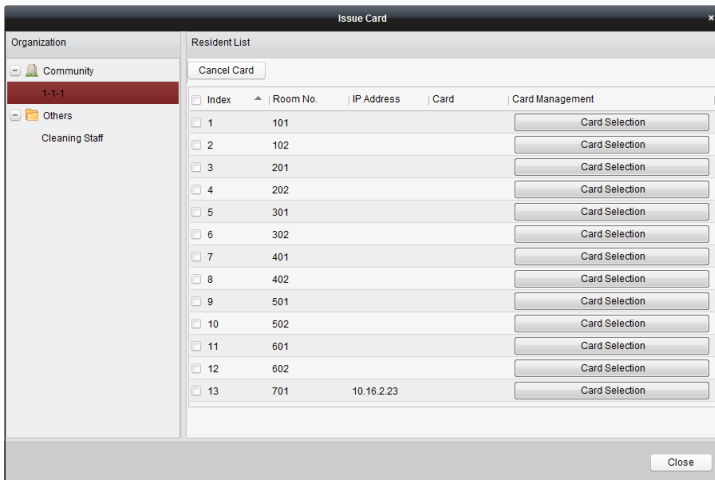 Issue Card ×
Organization
Community
1-1-1
Others
Cleaning Staff
Resident List
Cancel Card
Index Room No. IP Address Card Card Management
1 101 Card Selection
2 102 Card Selection
3 201 Card Selection
4 202 Card Selection
5 301 Card Selection
6 302 Card Selection
7 401 Card Selection
8 402 Card Selection
9 501 Card Selection
10 502 Card Selection
11 601 Card Selection
12 602 Card Selection
13 701 10.16.2.23 Card Selection
Close